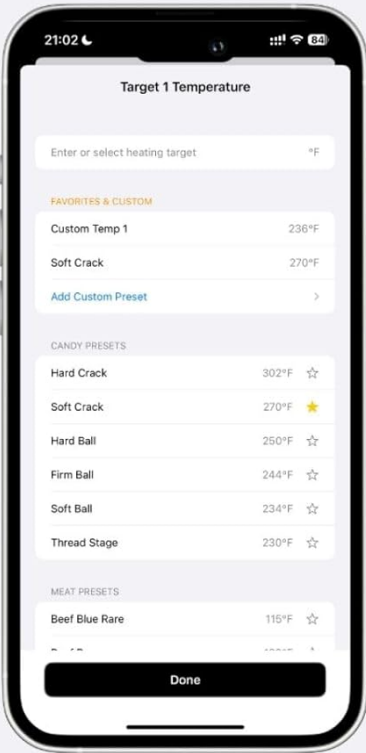 21:02
84
Target 1 Temperature
Enter or select heating target °F
FAVORITES & CUSTOM
Custom Temp 1 236°F
Soft Crack 270°F
Add Custom Preset
CANDY PRESETS
Hard Crack 302°F
Soft Crack 270°F
Hard Ball 250°F
Firm Ball 244°F
Soft Ball 234°F
Thread Stage 230°F
MEAT PRESETS
Beef Blue Rare 115°F
Done